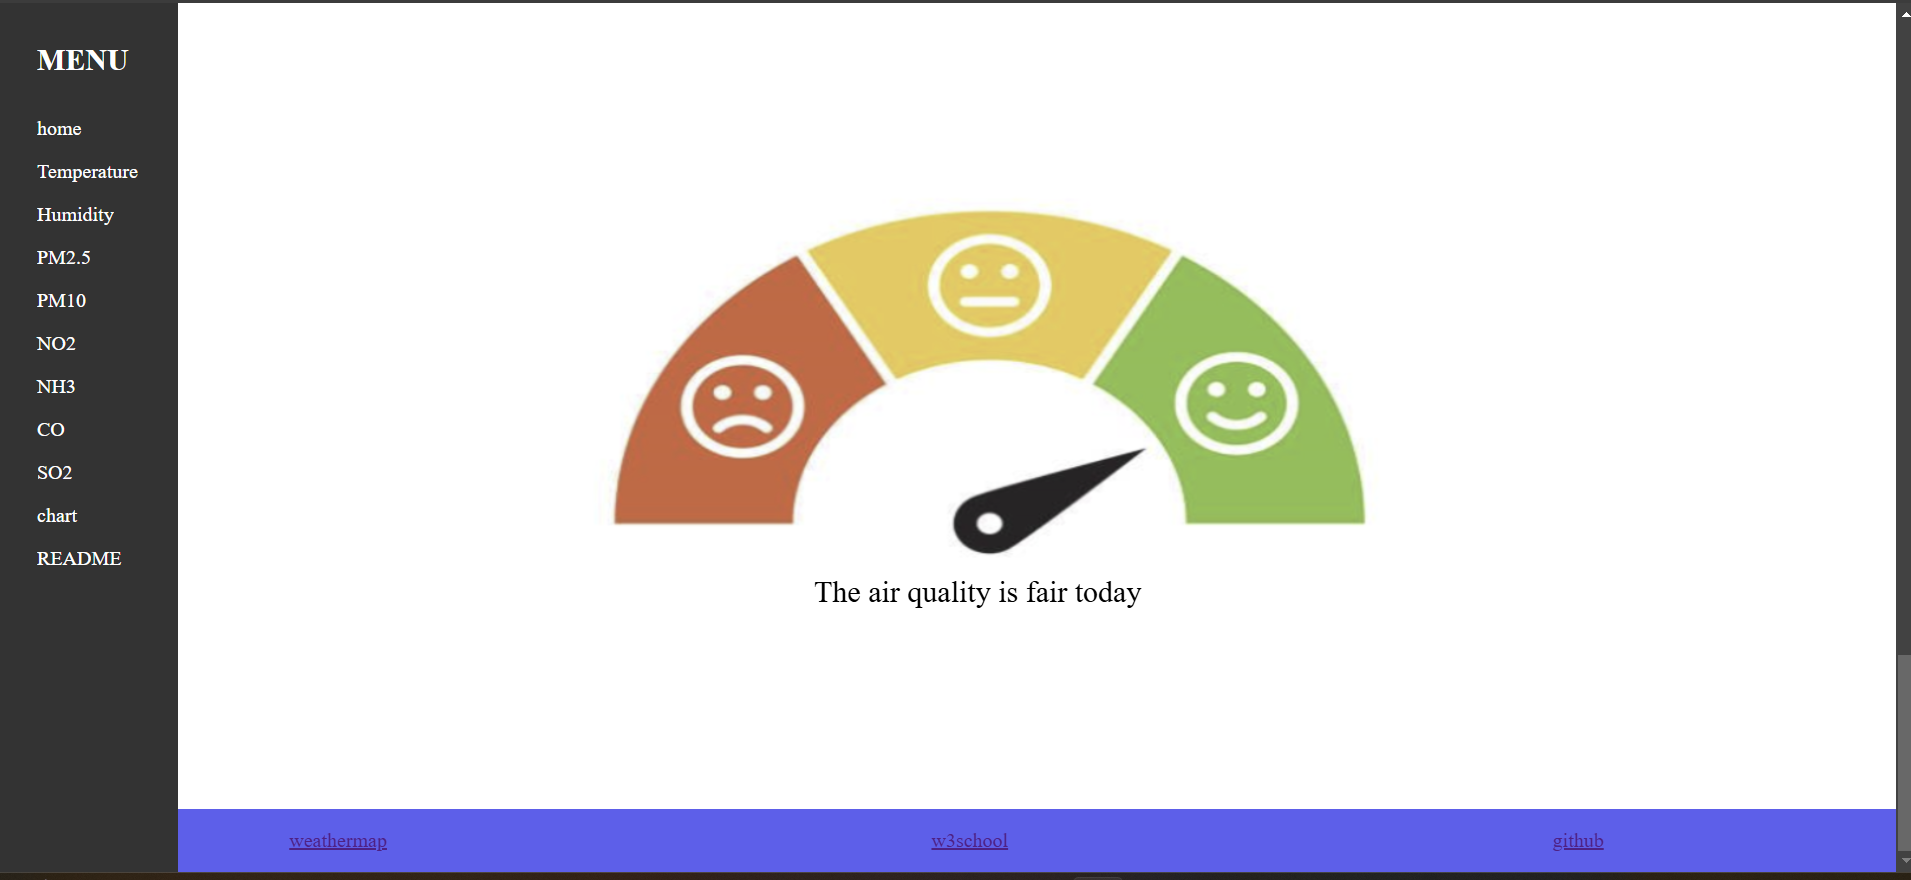 MENU
home
Temperature
Humidity
PM2.5
PM10
NO2
NH3
CO
SO2
chart
README
The air quality is fair today
weathermap
w3school
github